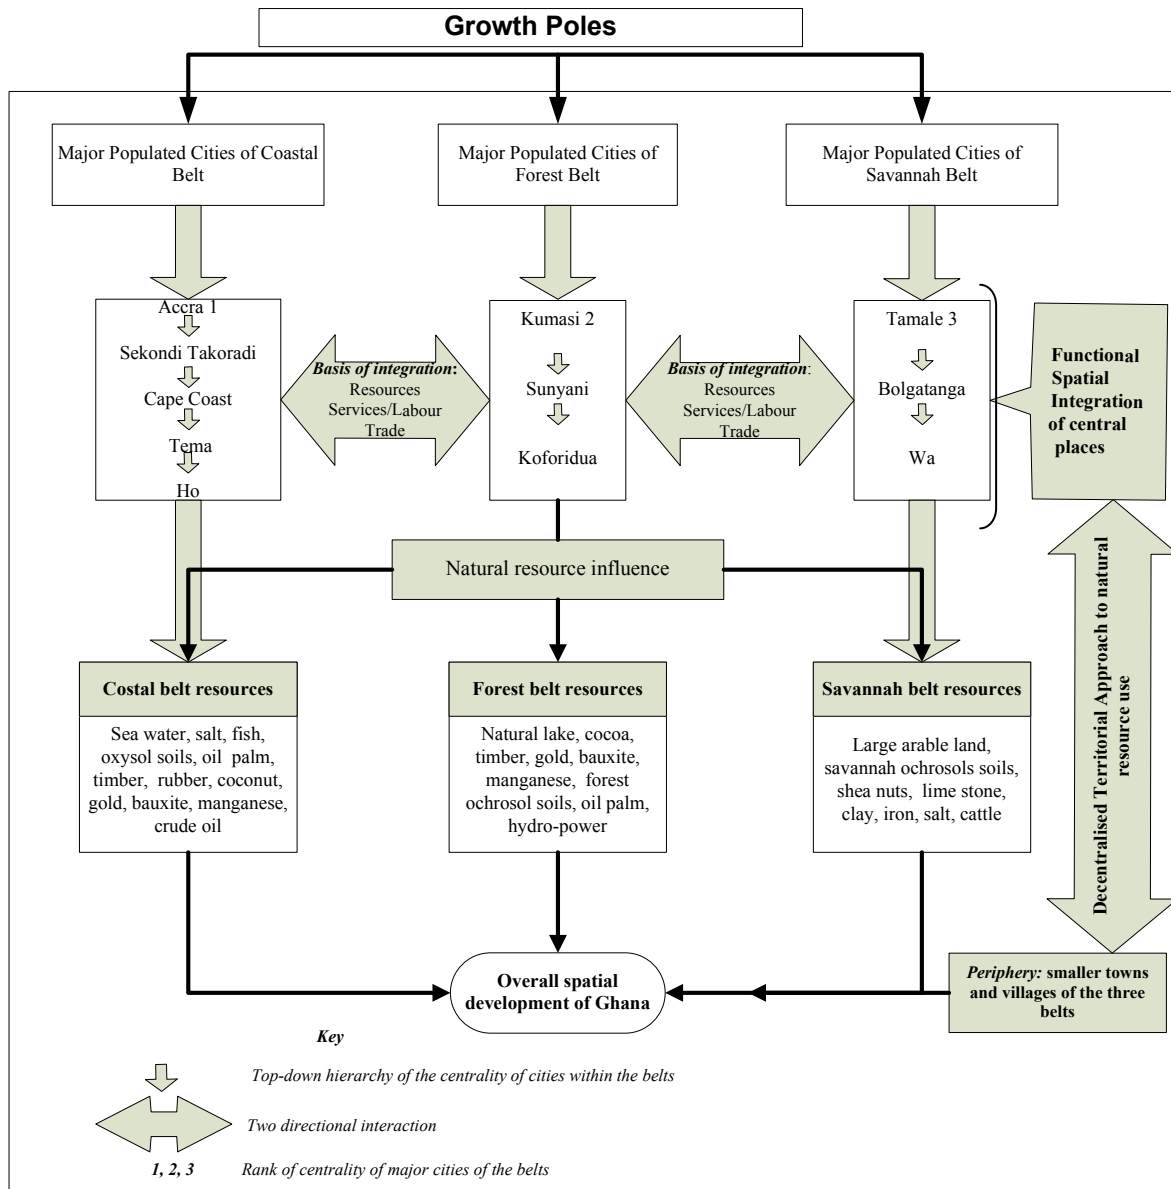 Growth Poles
Major Populated Cities of Coastal
Belt
Major Populated Cities of
Forest Belt
Major Populated Cities of
Savannah Belt
Accra 1
Sekondi Takoradi
Cape Coast
Tema
Ho
Basis of integration:
Resources
Services/Labour
Trade
Kumasi 2
Sunyani
Koforidua
Basis of integration:
Resources
Services/Labour
Trade
Tamale 3
Bolgatanga
Wa
Functional
Spatial
Integration
of central
places
Natural resource influence
Decentralised Territorial Approach to natural
resource use
Costal belt resources
Sea water, salt, fish,
oxysol soils, oil palm,
timber, rubber, coconut,
gold, bauxite, manganese,
crude oil
Forest belt resources
Natural lake, cocoa,
timber, gold, bauxite,
manganese, forest
ochrosol soils, oil palm,
hydro-power
Savannah belt resources
Large arable land,
savannah ochrosols soils,
shea nuts, lime stone,
clay, iron, salt, cattle
Overall spatial
development of Ghana
Periphery: smaller towns
and villages of the three
belts
Key
Top-down hierarchy of the centrality of cities within the belts
Two directional interaction
1, 2, 3 Rank of centrality of major cities of the belts